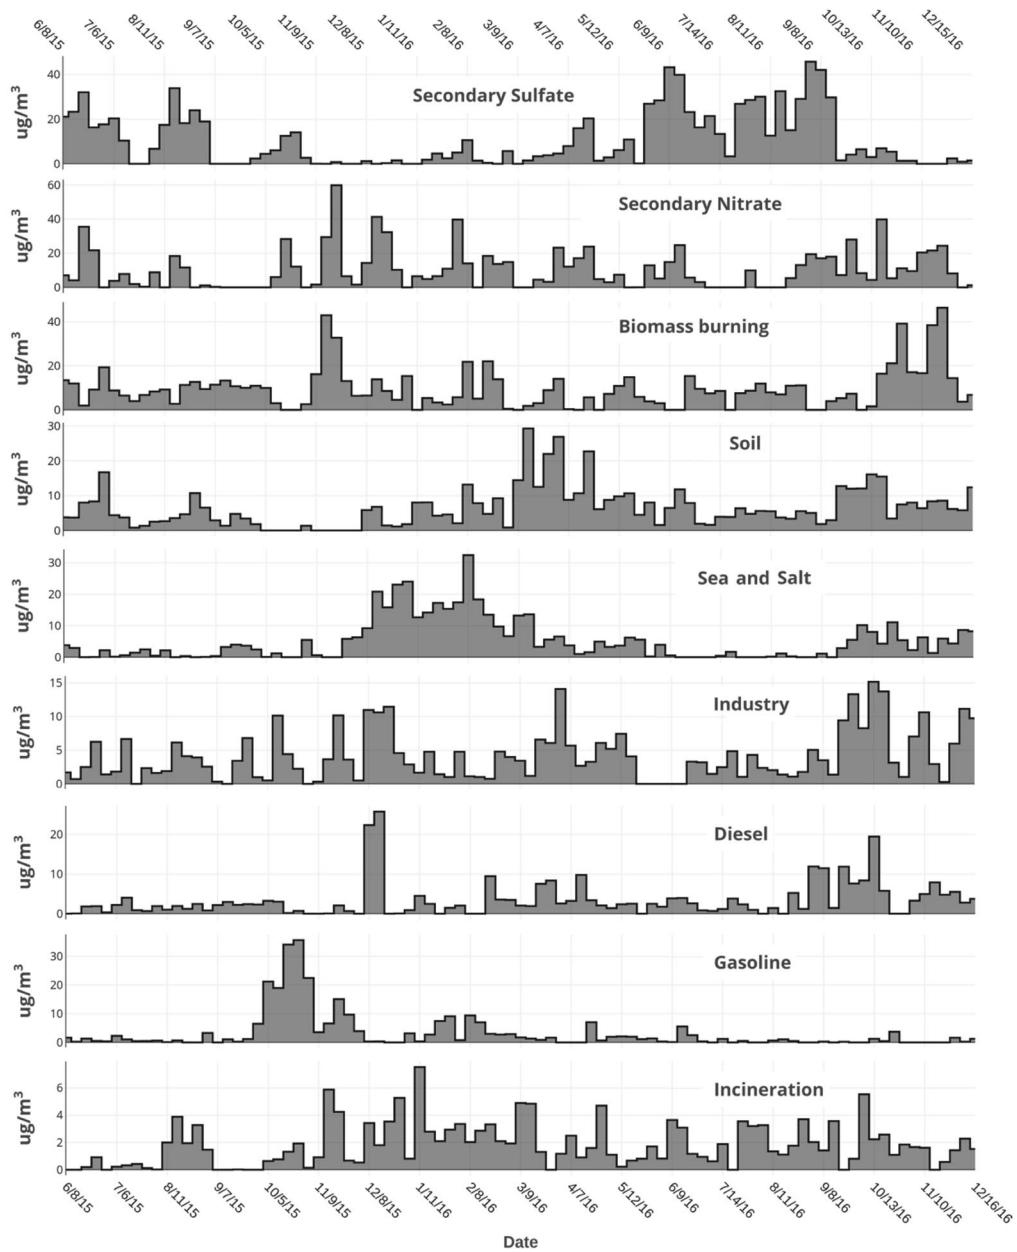 6/8/15 7/6/15 8/11/15 9/7/15 10/5/15 11/9/15 12/8/15 1/11/16 2/8/16 3/9/16 4/7/16 5/12/16 6/9/16 7/14/16 8/11/16 9/8/16 10/13/16 11/10/16 12/15/16
ug/m³
40
20
0
Secondary Sulfate
ug/m³
60
40
20
0
Secondary Nitrate
ug/m³
40
20
0
Biomass burning
ug/m³
30
20
10
0
Soil
ug/m³
30
20
10
0
Sea and Salt
ug/m³
15
10
5
0
Industry
ug/m³
20
10
0
Diesel
ug/m³
30
20
10
0
Gasoline
ug/m³
6
4
2
0
Incineration
6/8/15 7/6/15 8/11/15 9/7/15 10/5/15 11/9/15 12/8/15 1/11/16 2/8/16 3/9/16 4/7/16 5/12/16 6/9/16 7/14/16 8/11/16 9/8/16 10/13/16 11/10/16 12/16/16
Date